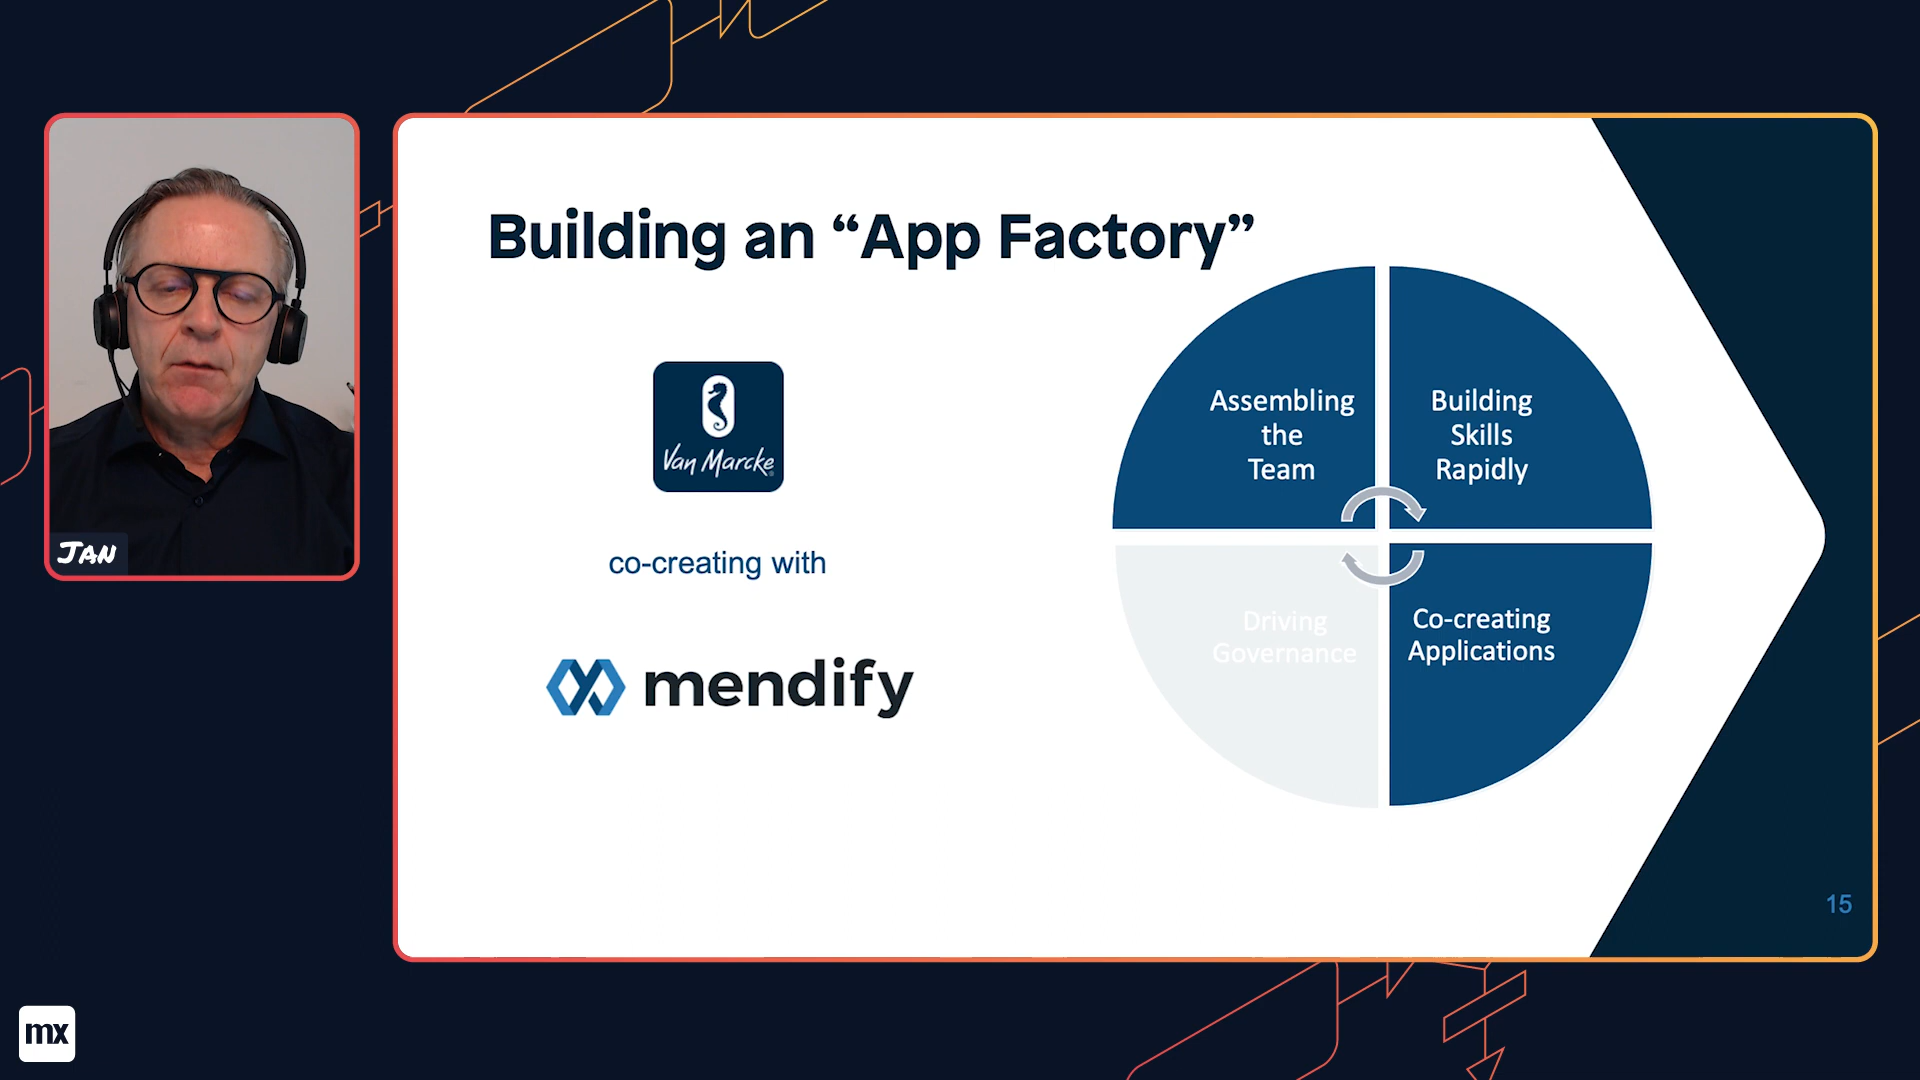 Building an “App Factory”
Van Marcke
co-creating with
mendify
Assembling
the
Team
Building
Skills
Rapidly
Driving
Governance
Co-creating
Applications
15
JAN
mx